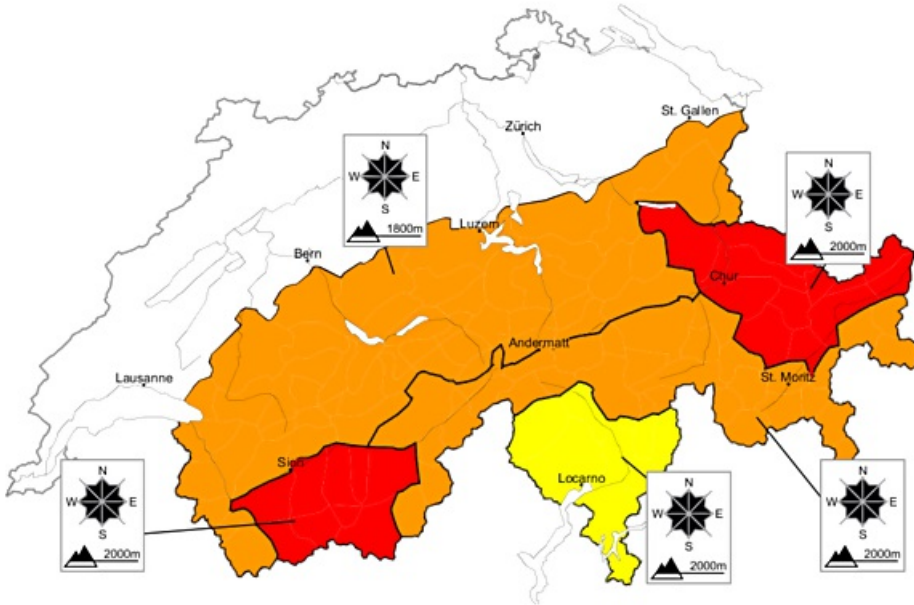 St. Gallen
Zürich
N
W E
S
1800m
N
W E
S
2000m
Luzern
Bern
Chur
Andermatt
Lausanne
St. Moritz
Sion
Locarno
N
W E
S
2000m
N
W E
S
2000m
N
W E
S
2000m